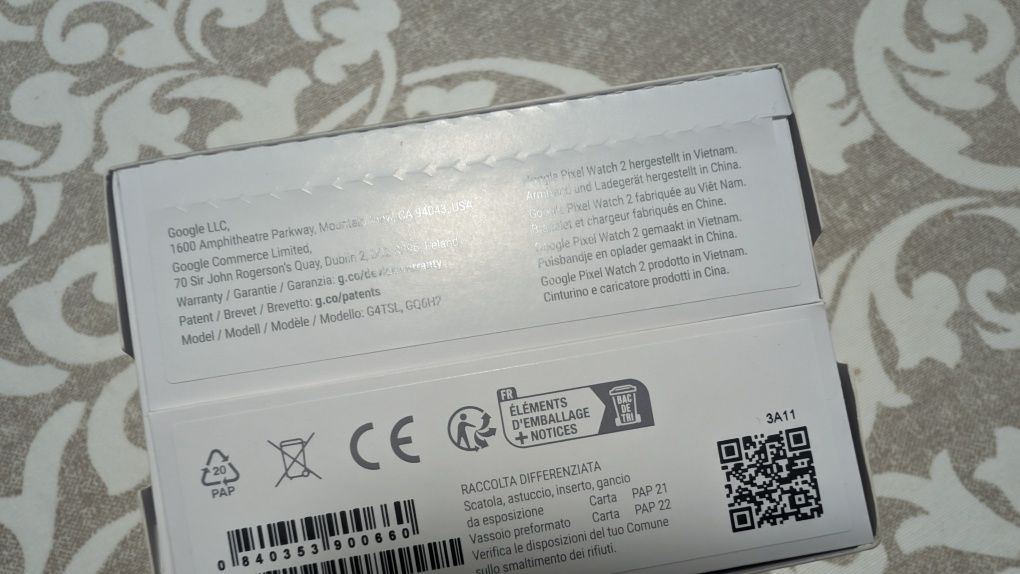 Google LLC,
1600 Amphitheatre Parkway, Mountain View, CA 94043, USA
Google Commerce Limited,
70 Sir John Rogerson's Quay, Dublin 2, Ireland
Warranty / Garantie / Garanzia: g.co/devicewarranty
Patent / Brevet / Brevetto: g.co/patents
Model / Modell / Modèle / Modello: G4TSL, GQ6H2
Google Pixel Watch 2 hergestellt in Vietnam.
Armband und Ladegerät hergestellt in China.
Google Pixel Watch 2 fabriquée au Viêt Nam.
Bracelet et chargeur fabriqués en Chine.
Google Pixel Watch 2 gemaakt in Vietnam.
Polsbandje en oplader gemaakt in China.
Google Pixel Watch 2 prodotto in Vietnam.
Cinturino e caricatore prodotti in Cina.
20
PAP
CE
FR
ÉLÉMENTS
D'EMBALLAGE
+ NOTICES
BAC
DE
TRI
3A11
RACCOLTA DIFFERENZIATA
Scatola, astuccio, inserto, gancio
da esposizione Carta PAP 21
Vassoio preformato Carta PAP 22
Verifica le disposizioni del tuo Comune
sullo smaltimento dei rifiuti.
0 840353 900660